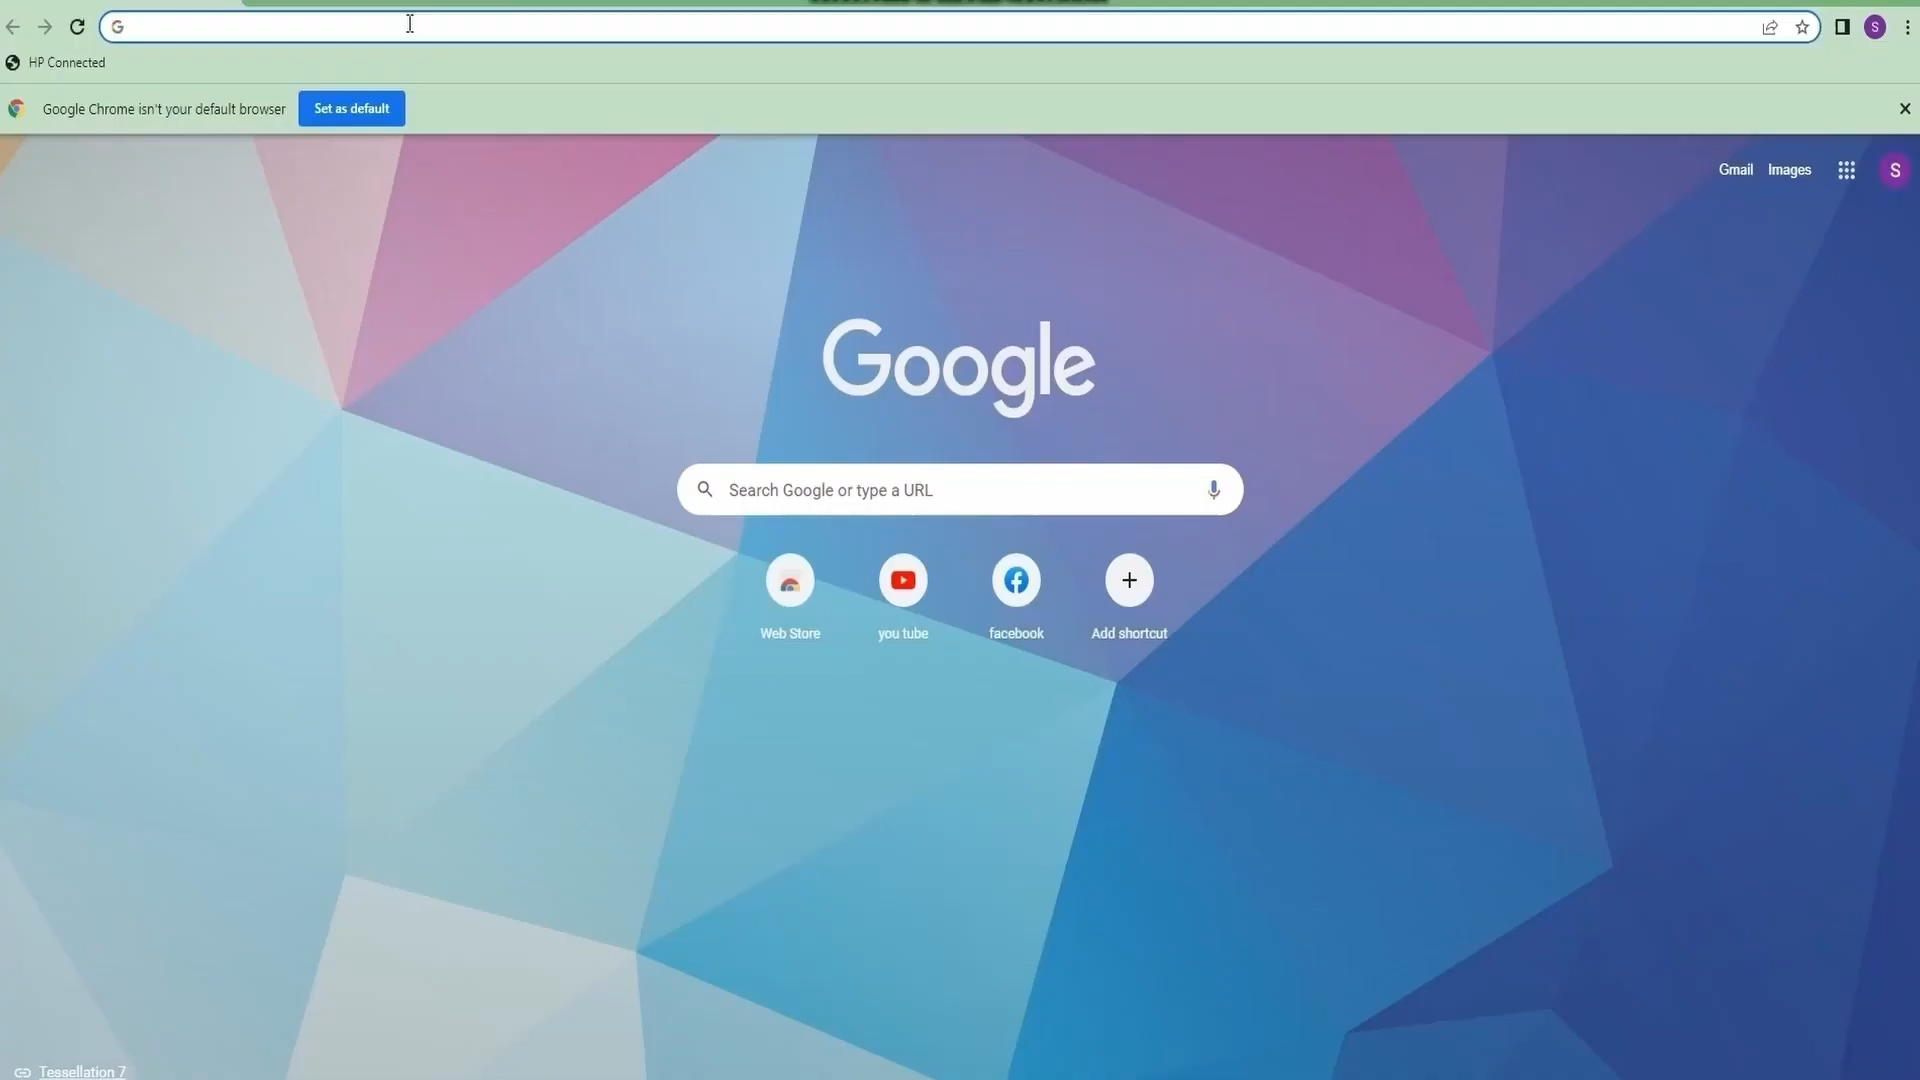 HP Connected
Google Chrome isn't your default browser
Set as default
Gmail Images
S
S
Google
Search Google or type a URL
Web Store
you tube
facebook
Add shortcut
Tessellation 7